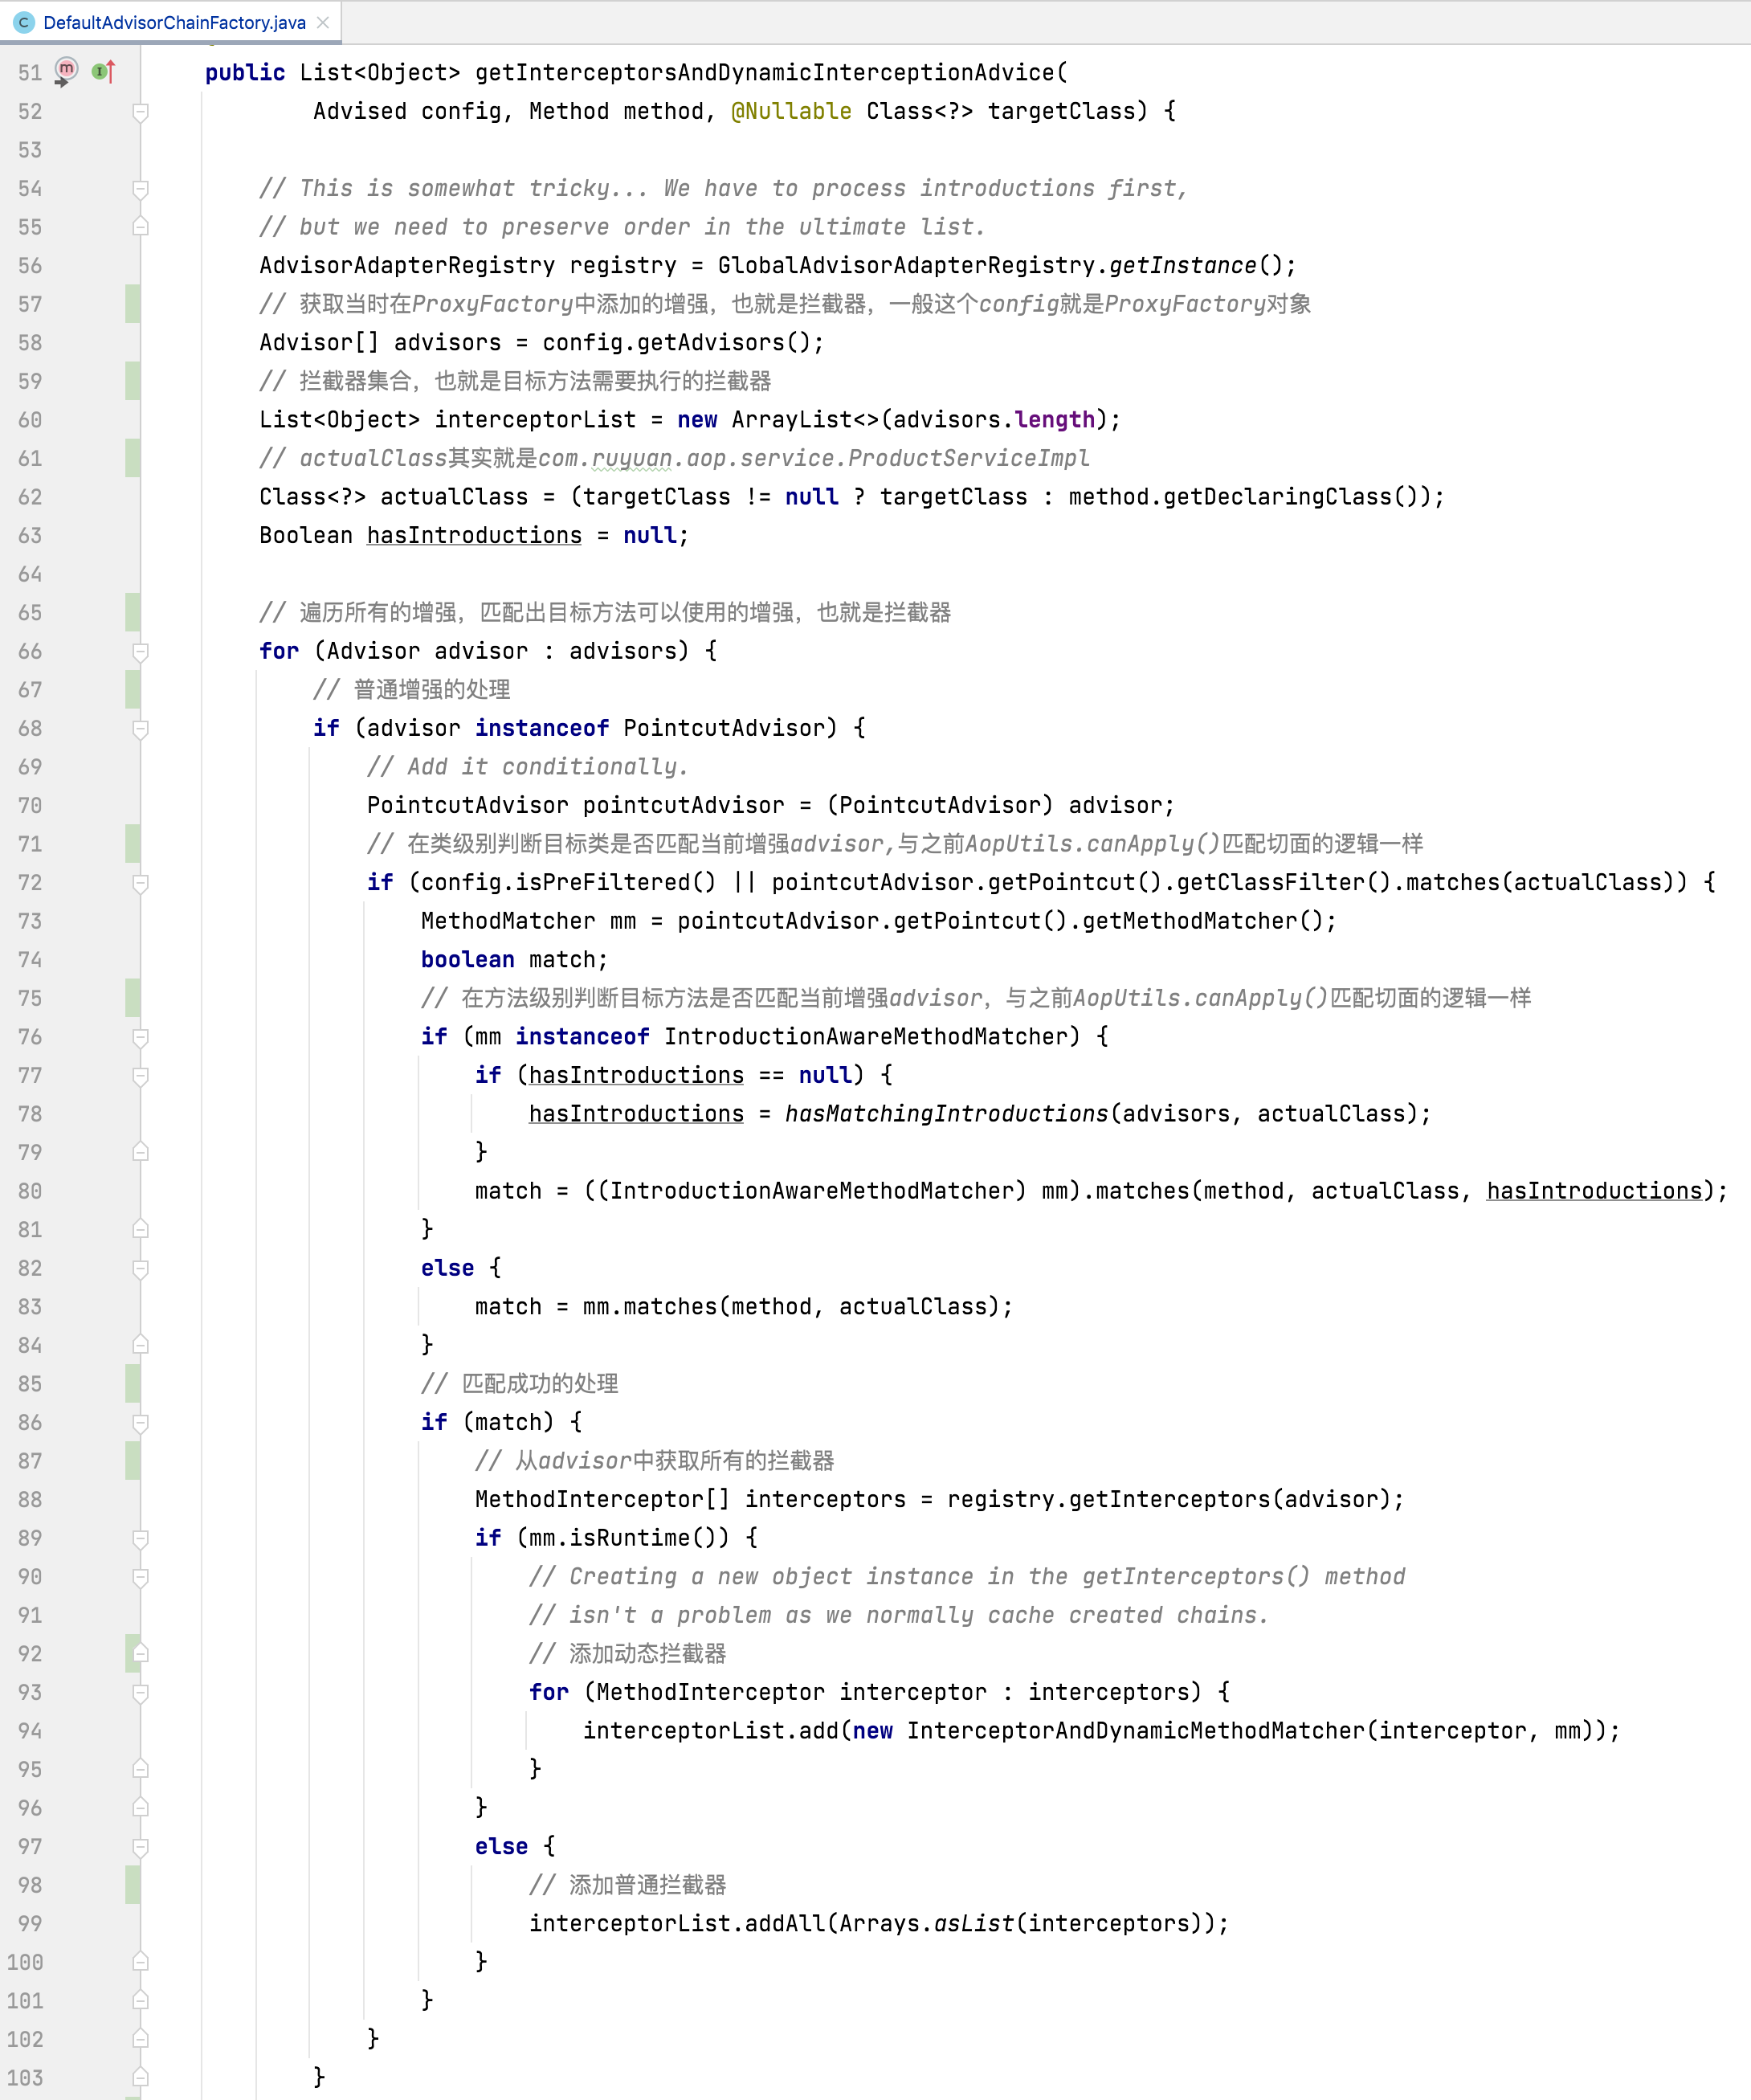 DefaultAdvisorChainFactory.java
51 public List<Object> getInterceptorsAndDynamicInterceptionAdvice(
52 Advised config, Method method, @Nullable Class<?> targetClass) {
53
54 // This is somewhat tricky... We have to process introductions first,
55 // but we need to preserve order in the ultimate list.
56 AdvisorAdapterRegistry registry = GlobalAdvisorAdapterRegistry.getInstance();
57 // 获取当时在ProxyFactory中添加的增强，也就是拦截器，一般这个config就是ProxyFactory对象
58 Advisor[] advisors = config.getAdvisors();
59 // 拦截器集合，也就是目标方法需要执行的拦截器
60 List<Object> interceptorList = new ArrayList<>(advisors.length);
61 // actualClass其实就是com.ruyuan.aop.service.ProductServiceImpl
62 Class<?> actualClass = (targetClass != null ? targetClass : method.getDeclaringClass());
63 Boolean hasIntroductions = null;
64
65 // 遍历所有的增强，匹配出目标方法可以使用的增强，也就是拦截器
66 for (Advisor advisor : advisors) {
67 // 普通增强的处理
68 if (advisor instanceof PointcutAdvisor) {
69 // Add it conditionally.
70 PointcutAdvisor pointcutAdvisor = (PointcutAdvisor) advisor;
71 // 在类级别判断目标类是否匹配当前增强advisor,与之前AopUtils.canApply()匹配切面的逻辑一样
72 if (config.isPreFiltered() || pointcutAdvisor.getPointcut().getClassFilter().matches(actualClass)) {
73 MethodMatcher mm = pointcutAdvisor.getPointcut().getMethodMatcher();
74 boolean match;
75 // 在方法级别判断目标方法是否匹配当前增强advisor，与之前AopUtils.canApply()匹配切面的逻辑一样
76 if (mm instanceof IntroductionAwareMethodMatcher) {
77 if (hasIntroductions == null) {
78 hasIntroductions = hasMatchingIntroductions(advisors, actualClass);
79 }
80 match = ((IntroductionAwareMethodMatcher) mm).matches(method, actualClass, hasIntroductions);
81 }
82 else {
83 match = mm.matches(method, actualClass);
84 }
85 // 匹配成功的处理
86 if (match) {
87 // 从advisor中获取所有的拦截器
88 MethodInterceptor[] interceptors = registry.getInterceptors(advisor);
89 if (mm.isRuntime()) {
90 // Creating a new object instance in the getInterceptors() method
91 // isn't a problem as we normally cache created chains.
92 // 添加动态拦截器
93 for (MethodInterceptor interceptor : interceptors) {
94 interceptorList.add(new InterceptorAndDynamicMethodMatcher(interceptor, mm));
95 }
96 }
97 else {
98 // 添加普通拦截器
99 interceptorList.addAll(Arrays.asList(interceptors));
100 }
101 }
102 }
103 }